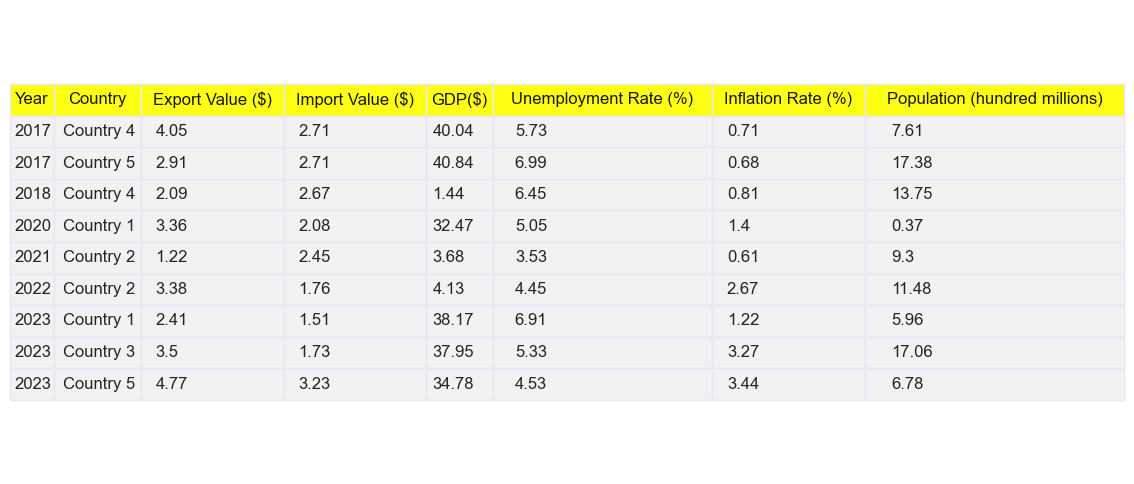 Year Country Export Value ($) Import Value ($) GDP($) Unemployment Rate (%) Inflation Rate (%) Population (hundred millions)
2017 Country 4 4.05 2.71 40.04 5.73 0.71 7.61
2017 Country 5 2.91 2.71 40.84 6.99 0.68 17.38
2018 Country 4 2.09 2.67 1.44 6.45 0.81 13.75
2020 Country 1 3.36 2.08 32.47 5.05 1.4 0.37
2021 Country 2 1.22 2.45 3.68 3.53 0.61 9.3
2022 Country 2 3.38 1.76 4.13 4.45 2.67 11.48
2023 Country 1 2.41 1.51 38.17 6.91 1.22 5.96
2023 Country 3 3.5 1.73 37.95 5.33 3.27 17.06
2023 Country 5 4.77 3.23 34.78 4.53 3.44 6.78